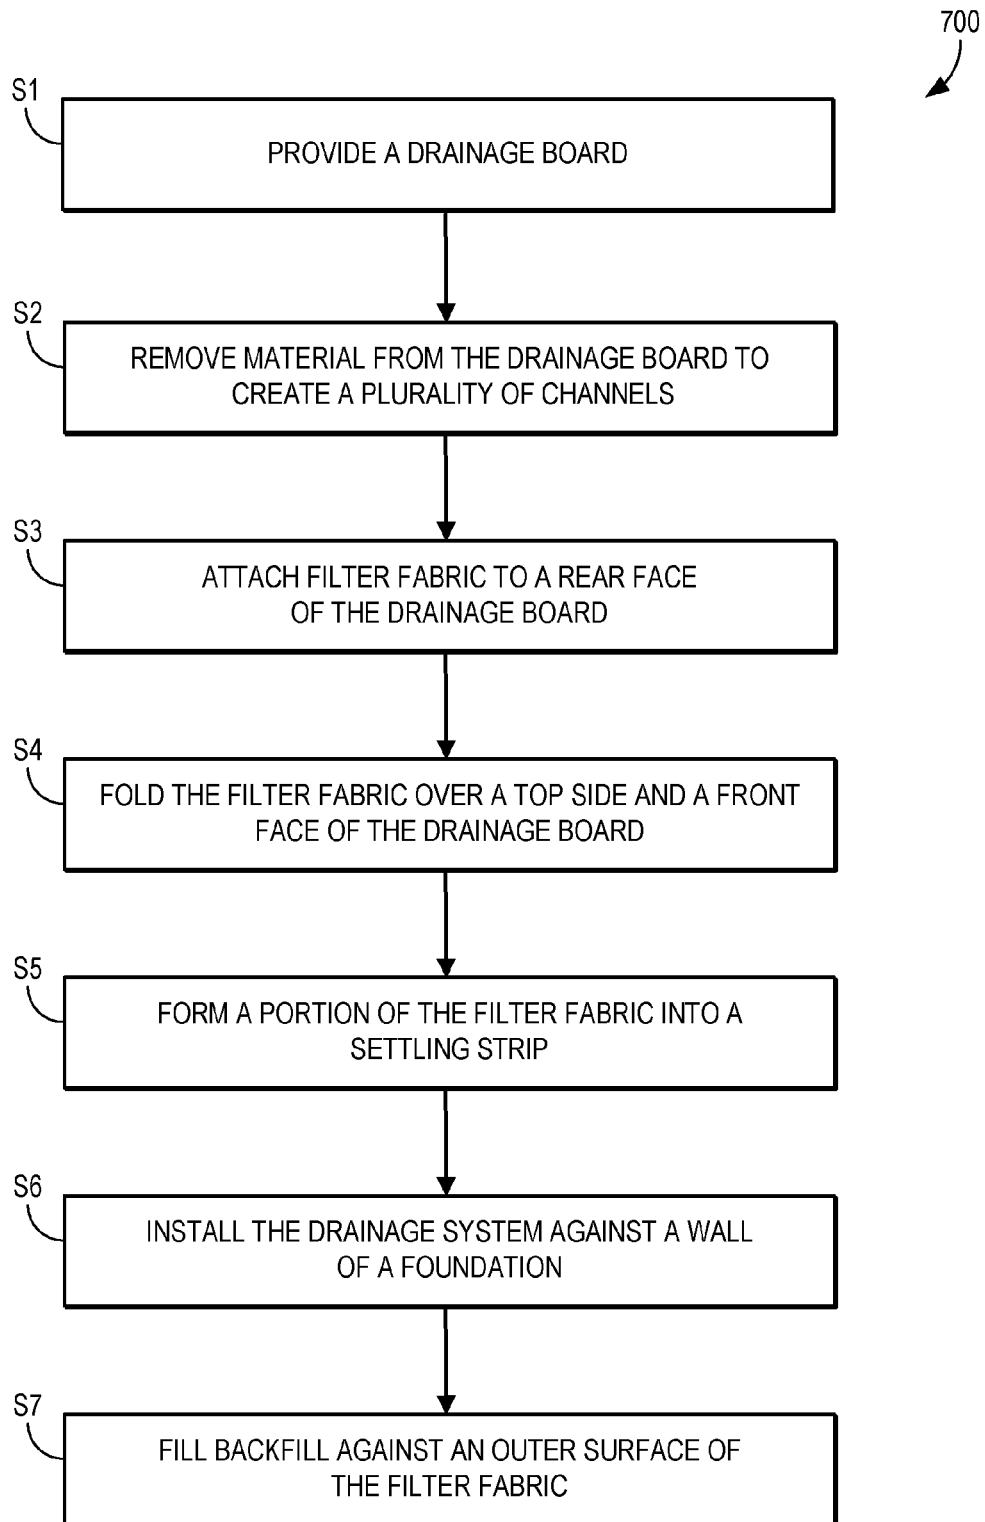 700
S1
PROVIDE A DRAINAGE BOARD
S2
REMOVE MATERIAL FROM THE DRAINAGE BOARD TO
CREATE A PLURALITY OF CHANNELS
S3
ATTACH FILTER FABRIC TO A REAR FACE
OF THE DRAINAGE BOARD
S4
FOLD THE FILTER FABRIC OVER A TOP SIDE AND A FRONT
FACE OF THE DRAINAGE BOARD
S5
FORM A PORTION OF THE FILTER FABRIC INTO A
SETTLING STRIP
S6
INSTALL THE DRAINAGE SYSTEM AGAINST A WALL
OF A FOUNDATION
S7
FILL BACKFILL AGAINST AN OUTER SURFACE OF
THE FILTER FABRIC